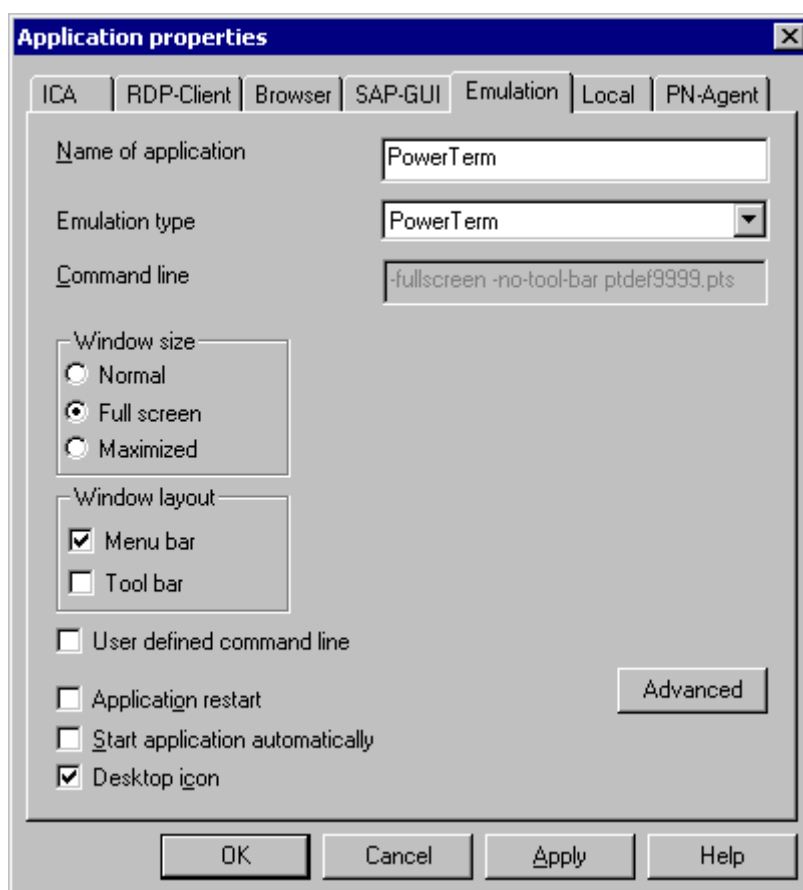 Application properties
ICA RDP-Client Browser SAP-GUI Emulation Local PN-Agent
Name of application PowerTerm
Emulation type PowerTerm
Command line -fullscreen -no-tool-bar ptdef9999.pts
Window size
Normal
Full screen
Maximized
Window layout
Menu bar
Tool bar
User defined command line
Application restart Advanced
Start application automatically
Desktop icon
OK Cancel Apply Help